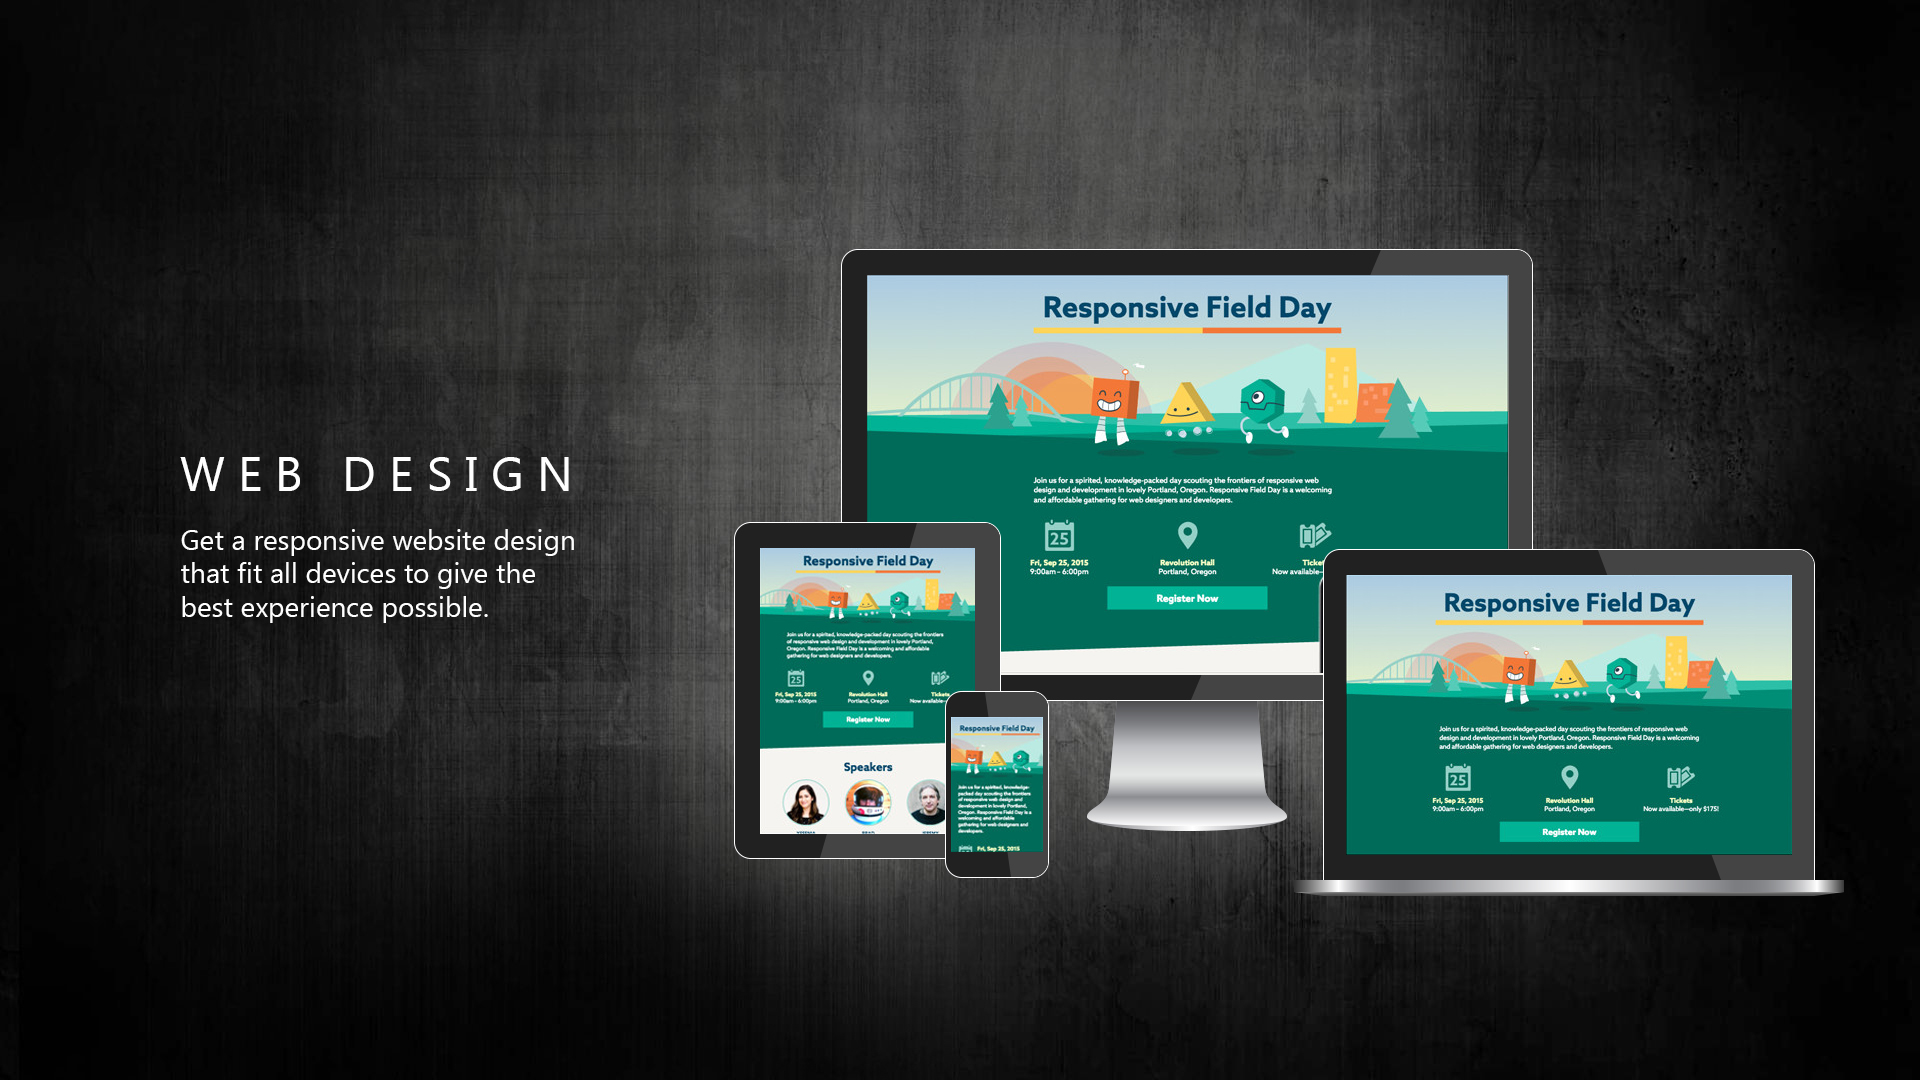 WEB DESIGN
Get a responsive website design
that fit all devices to give the
best experience possible.
Responsive Field Day
Join us for a spirited, knowledge-packed day scouting the frontiers of responsive web
design and development in lovely Portland, Oregon. Responsive Field Day is a welcoming
and affordable gathering for web designers and developers.
25
Fri, Sep 25, 2015
9:00am – 6:00pm
Revolution Hall
Portland, Oregon
Now available—
Register Now
Responsive Field Day
Join us for a spirited, knowledge-packed day scouting the frontiers
of responsive web design and development in lovely Portland,
Oregon. Responsive Field Day is a welcoming and affordable
gathering for web designers and developers.
25
Fri, Sep 25, 2015
9:00am – 6:00pm
Revolution Hall
Portland, Oregon
Tickets
Now available—
Register Now
Speakers
Responsive Field Day
Join us for a spirited, knowledge-
packed day scouting the frontiers
of responsive web design and
development in lovely Portland,
Oregon. Responsive Field Day is a
welcoming and affordable
gathering for web designers and
developers.
Fri, Sep 25, 2015
Responsive Field Day
Join us for a spirited, knowledge-packed day scouting the frontiers of responsive web
design and development in lovely Portland, Oregon. Responsive Field Day is a welcoming
and affordable gathering for web designers and developers.
25
Fri, Sep 25, 2015
9:00am – 6:00pm
Revolution Hall
Portland, Oregon
Tickets
Now available—only $175!
Register Now